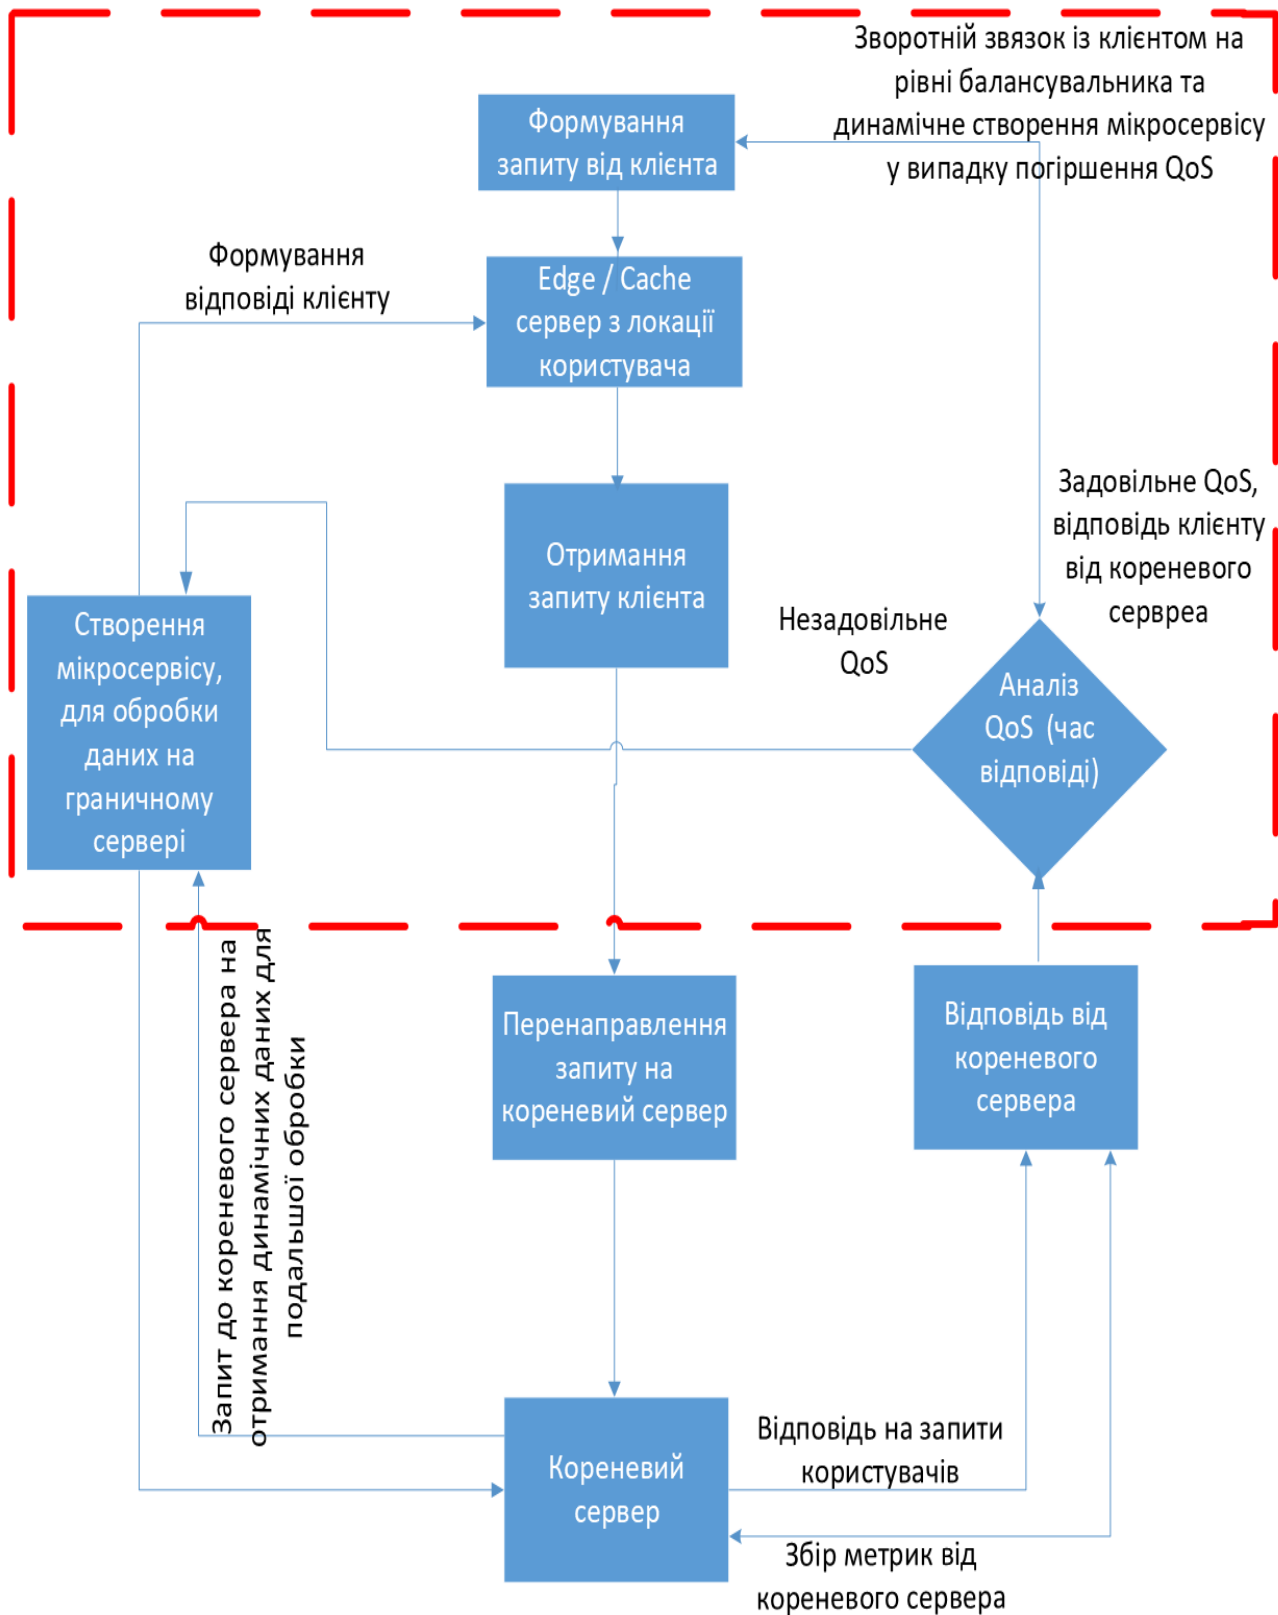 Зворотній звязок із клієнтом на
рівні балансувальника та
динамічне створення мікросервісу
у випадку погіршення QoS
Формування
запиту від клієнта
Формування
відповіді клієнту
Edge / Cache
сервер з локації
користувача
Задовільне QoS,
відповідь клієнту
від кореневого
сервреа
Отримання
запиту клієнта
Незадовільне
QoS
Створення
мікросервісу,
для обробки
даних на
граничному
сервері
Аналіз
QoS (час
відповіді)
Запит до кореневого сервера на
отримання динамічних даних для
подальшої обробки
Перенаправлення
запиту на
кореневий сервер
Відповідь від
кореневого
сервера
Кореневий
сервер
Відповідь на запити
користувачів
Збір метрик від
кореневого сервера